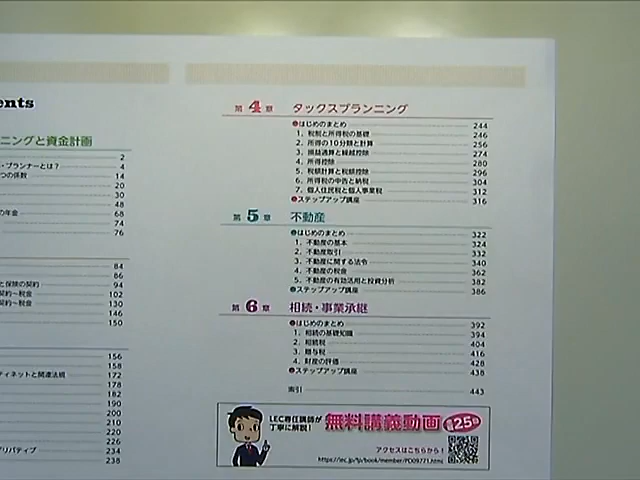 ents
ニングと資金計画
2
・プランナーとは？ 4
つの係数 14
20
30
48
の年金 68
74
76
84
86
と保険の契約 94
契約～税金 102
契約～税金 130
146
150
156
158
ティネットと関連法規 172
178
182
190
200
210
220
226
デリバティブ 234
238
第4章 タックスプランニング
●はじめのまとめ 244
1. 税制と所得税の基礎 246
2. 所得の10分類と計算 256
3. 損益通算と繰越控除 274
4. 所得控除 280
5. 税額計算と税額控除 296
6. 所得税の申告と納税 304
7. 個人住民税と個人事業税 312
●ステップアップ講座 316
第5章 不動産
●はじめのまとめ 322
1. 不動産の基本 324
2. 不動産取引 332
3. 不動産に関する法令 340
4. 不動産の税金 362
5. 不動産の有効活用と投資分析 382
●ステップアップ講座 386
第6章 相続・事業承継
●はじめのまとめ 392
1. 相続の基礎知識 394
2. 相続税 404
3. 贈与税 416
4. 財産の評価 428
●ステップアップ講座 438
索引 443
LEC専任講師が
丁寧に解説！
無料講義動画
25
アクセスはこちらから！